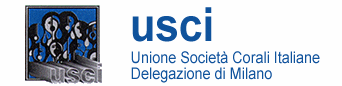 usci
usci
Unione Società Corali Italiane
Delegazione di Milano